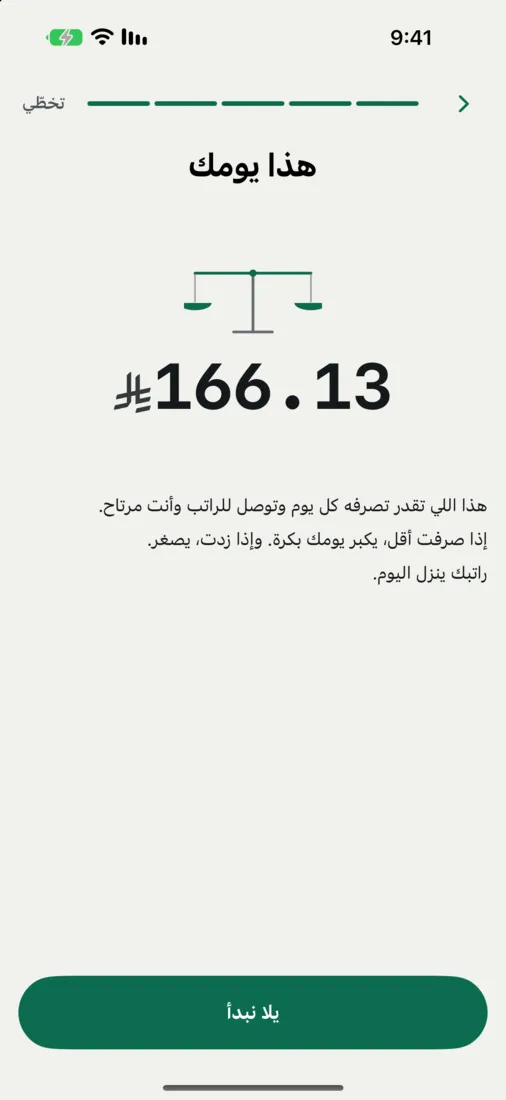 9:41
تخطّي
هذا يومك
⃁166.13
هذا اللي تقدر تصرفه كل يوم وتوصل للراتب وأنت مرتاح.
إذا صرفت أقل، يكبر يومك بكرة. وإذا زدت، يصغر.
راتبك ينزل اليوم.
يلا نبدأ